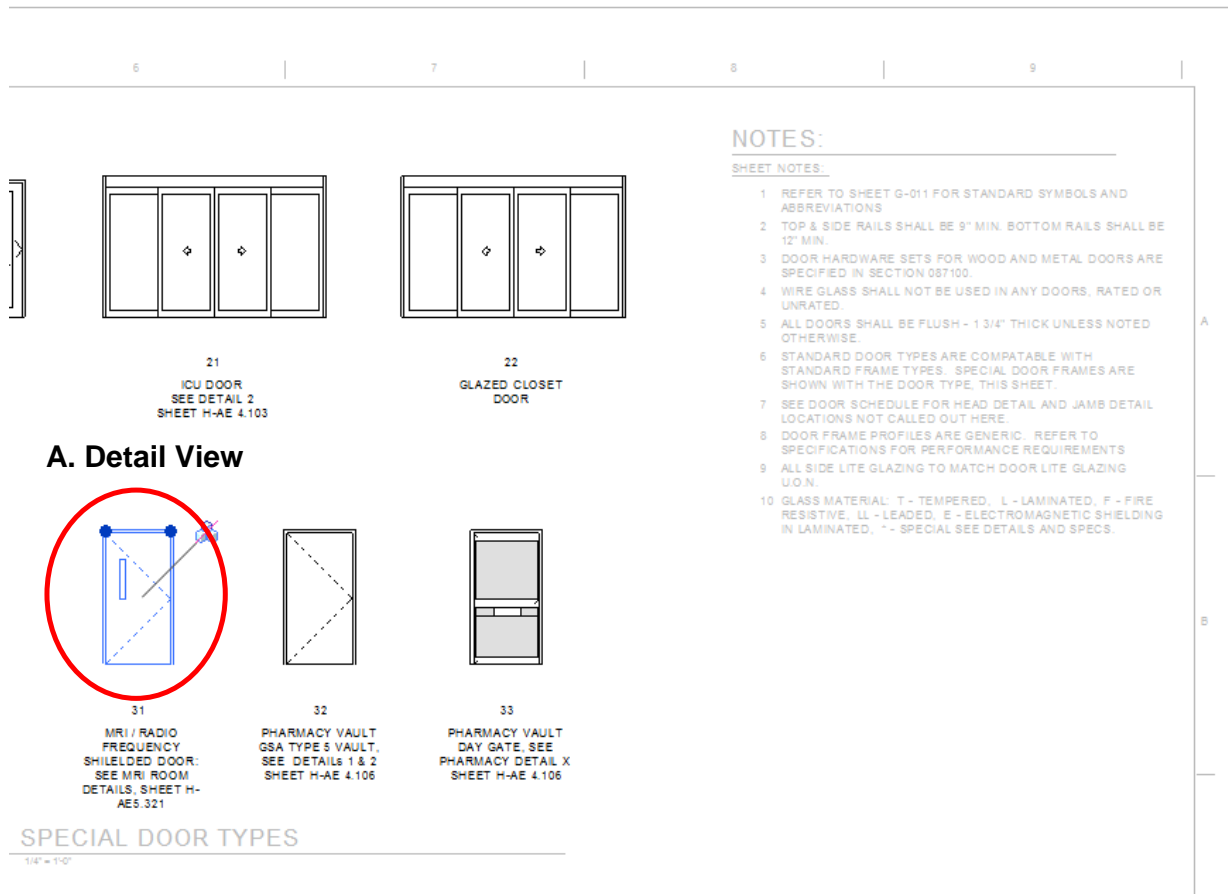 6 7 8 9
NOTES:
SHEET NOTES:
1 REFER TO SHEET G-011 FOR STANDARD SYMBOLS AND
ABBREVIATIONS
2 TOP & SIDE RAILS SHALL BE 9" MIN. BOTTOM RAILS SHALL BE
12" MIN.
3 DOOR HARDWARE SETS FOR WOOD AND METAL DOORS ARE
SPECIFIED IN SECTION 087100.
4 WIRE GLASS SHALL NOT BE USED IN ANY DOORS, RATED OR
UNRATED.
5 ALL DOORS SHALL BE FLUSH - 1 3/4" THICK UNLESS NOTED
OTHERWISE.
6 STANDARD DOOR TYPES ARE COMPATABLE WITH
STANDARD FRAME TYPES. SPECIAL DOOR FRAMES ARE
SHOWN WITH THE DOOR TYPE, THIS SHEET.
7 SEE DOOR SCHEDULE FOR HEAD DETAIL AND JAMB DETAIL
LOCATIONS NOT CALLED OUT HERE.
8 DOOR FRAME PROFILES ARE GENERIC. REFER TO
SPECIFICATIONS FOR PERFORMANCE REQUIREMENTS
9 ALL SIDE LITE GLAZING TO MATCH DOOR LITE GLAZING
U.O.N.
10 GLASS MATERIAL: T - TEMPERED, L - LAMINATED, F - FIRE
RESISTIVE, LL - LEADED, E - ELECTROMAGNETIC SHIELDING
IN LAMINATED, * - SPECIAL SEE DETAILS AND SPECS.
A
B
21
ICU DOOR
SEE DETAIL 2
SHEET H-AE 4.103
22
GLAZED CLOSET
DOOR
A. Detail View
31
MRI / RADIO
FREQUENCY
SHILELDED DOOR:
SEE MRI ROOM
DETAILS, SHEET H-
AE5.321
32
PHARMACY VAULT
GSA TYPE 5 VAULT,
SEE DETAILs 1 & 2
SHEET H-AE 4.106
33
PHARMACY VAULT
DAY GATE, SEE
PHARMACY DETAIL X
SHEET H-AE 4.106
SPECIAL DOOR TYPES
1/4" = 1'-0"